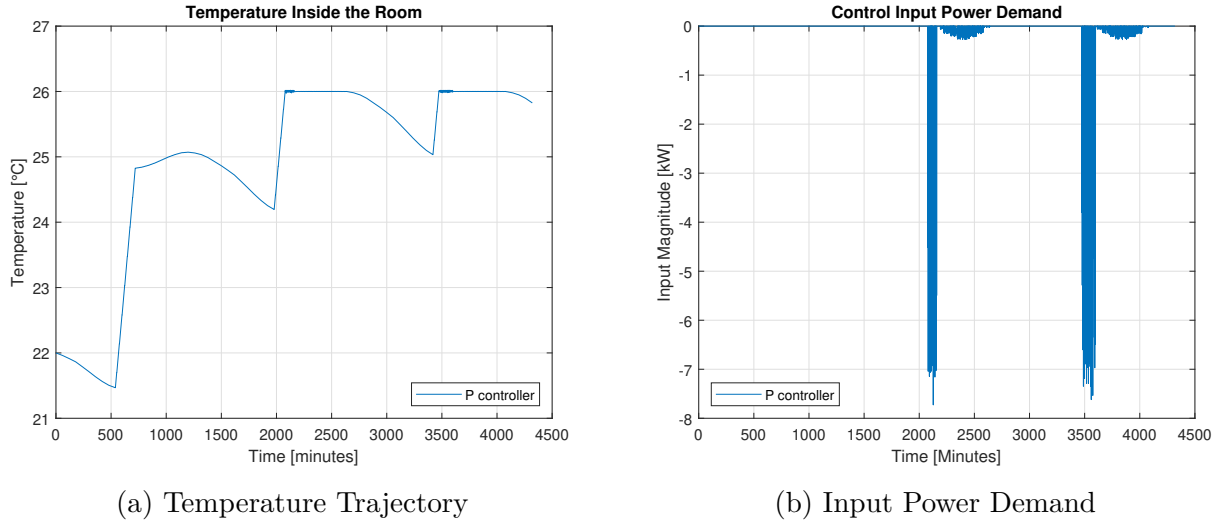 Temperature Inside the Room
27
26
25
24
23
22
21
Temperature [°C]
0 500 1000 1500 2000 2500 3000 3500 4000 4500
Time [minutes]
P controller
(a) Temperature Trajectory
Control Input Power Demand
0
-1
-2
-3
-4
-5
-6
-7
-8
Input Magnitude [kW]
0 500 1000 1500 2000 2500 3000 3500 4000 4500
Time [Minutes]
P controller
(b) Input Power Demand